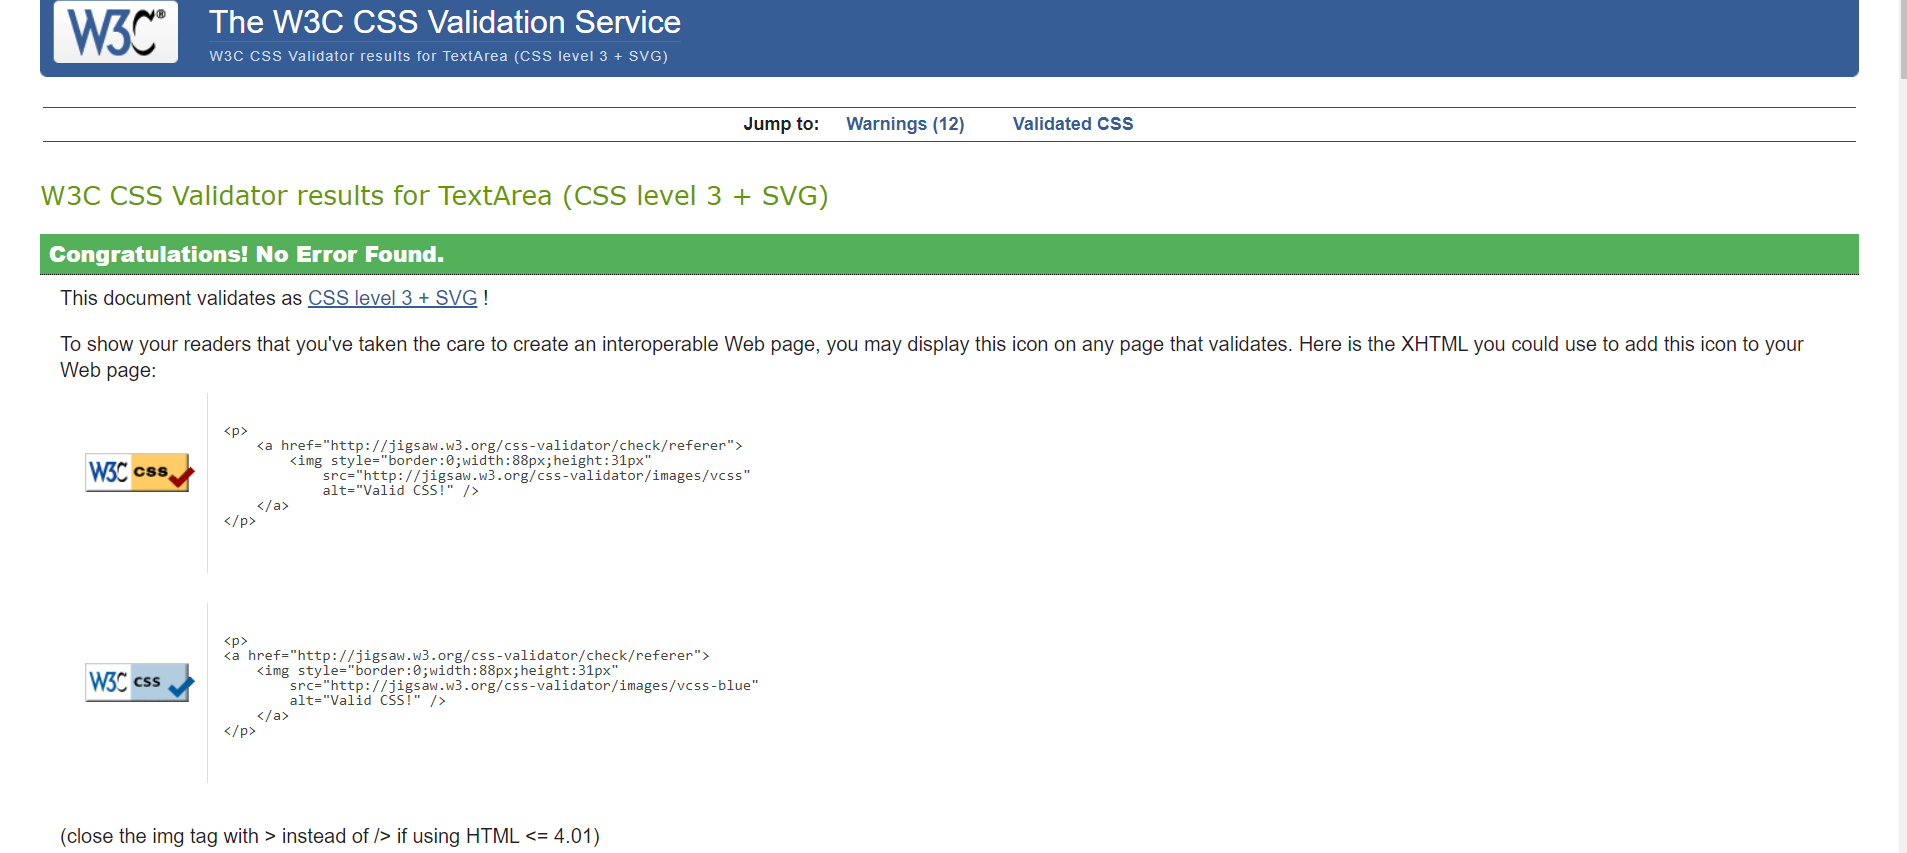 W3C®
The W3C CSS Validation Service
W3C CSS Validator results for TextArea (CSS level 3 + SVG)
Jump to: Warnings (12) Validated CSS
W3C CSS Validator results for TextArea (CSS level 3 + SVG)
Congratulations! No Error Found.
This document validates as CSS level 3 + SVG !
To show your readers that you've taken the care to create an interoperable Web page, you may display this icon on any page that validates. Here is the XHTML you could use to add this icon to your
Web page:
W3C css
<p>
    <a href="http://jigsaw.w3.org/css-validator/check/referer">
        <img style="border:0;width:88px;height:31px"
            src="http://jigsaw.w3.org/css-validator/images/vcss"
            alt="Valid CSS!" />
    </a>
</p>
W3C css
<p>
<a href="http://jigsaw.w3.org/css-validator/check/referer">
    <img style="border:0;width:88px;height:31px"
        src="http://jigsaw.w3.org/css-validator/images/vcss-blue"
        alt="Valid CSS!" />
    </a>
</p>
(close the img tag with > instead of /> if using HTML <= 4.01)